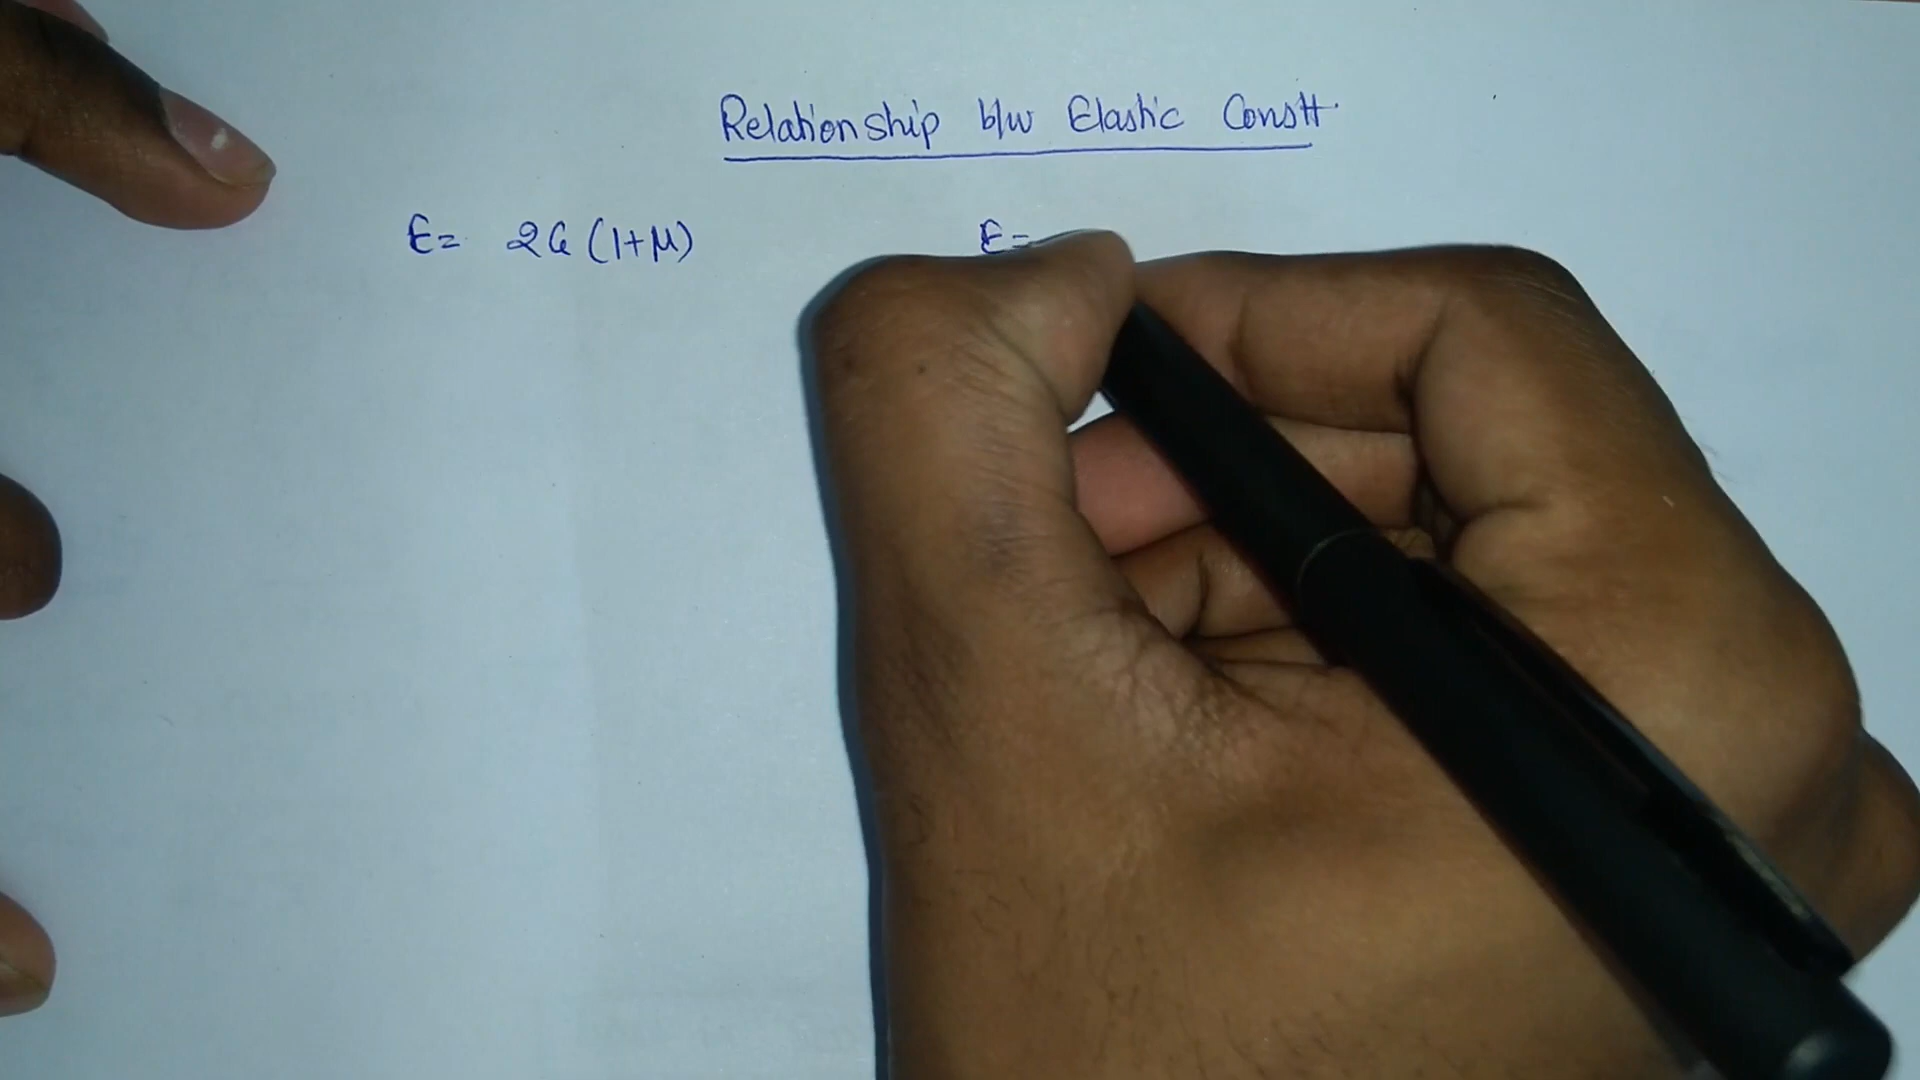 Relationship b/w Elastic Constt.
E= 2G (1+μ) E=